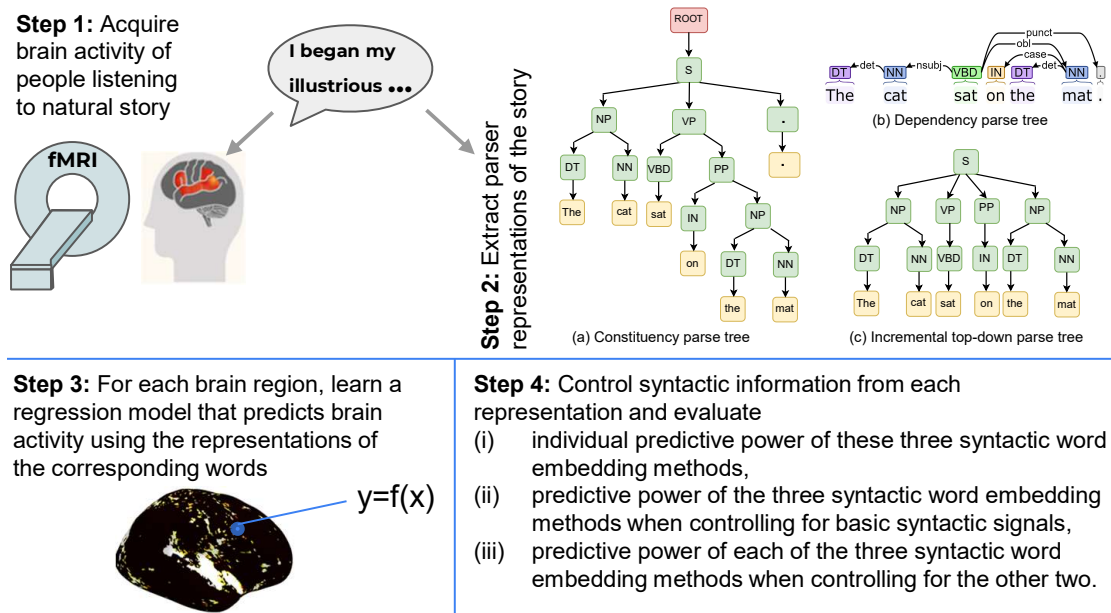 Step 1: Acquire
brain activity of
people listening
to natural story
I began my
illustrious ...
fMRI
Step 2: Extract parser
representations of the story
ROOT
S
NP VP .
DT NN VBD PP .
The cat sat IN NP
on DT NN
the mat
(a) Constituency parse tree
punct
obl
case
det nsubj det
DT NN VBD IN DT NN .
The cat sat on the mat .
(b) Dependency parse tree
S
NP VP PP NP
DT NN VBD IN DT NN
The cat sat on the mat
(c) Incremental top-down parse tree
Step 3: For each brain region, learn a
regression model that predicts brain
activity using the representations of
the corresponding words
y=f(x)
Step 4: Control syntactic information from each
representation and evaluate
(i) individual predictive power of these three syntactic word
embedding methods,
(ii) predictive power of the three syntactic word embedding
methods when controlling for basic syntactic signals,
(iii) predictive power of each of the three syntactic word
embedding methods when controlling for the other two.